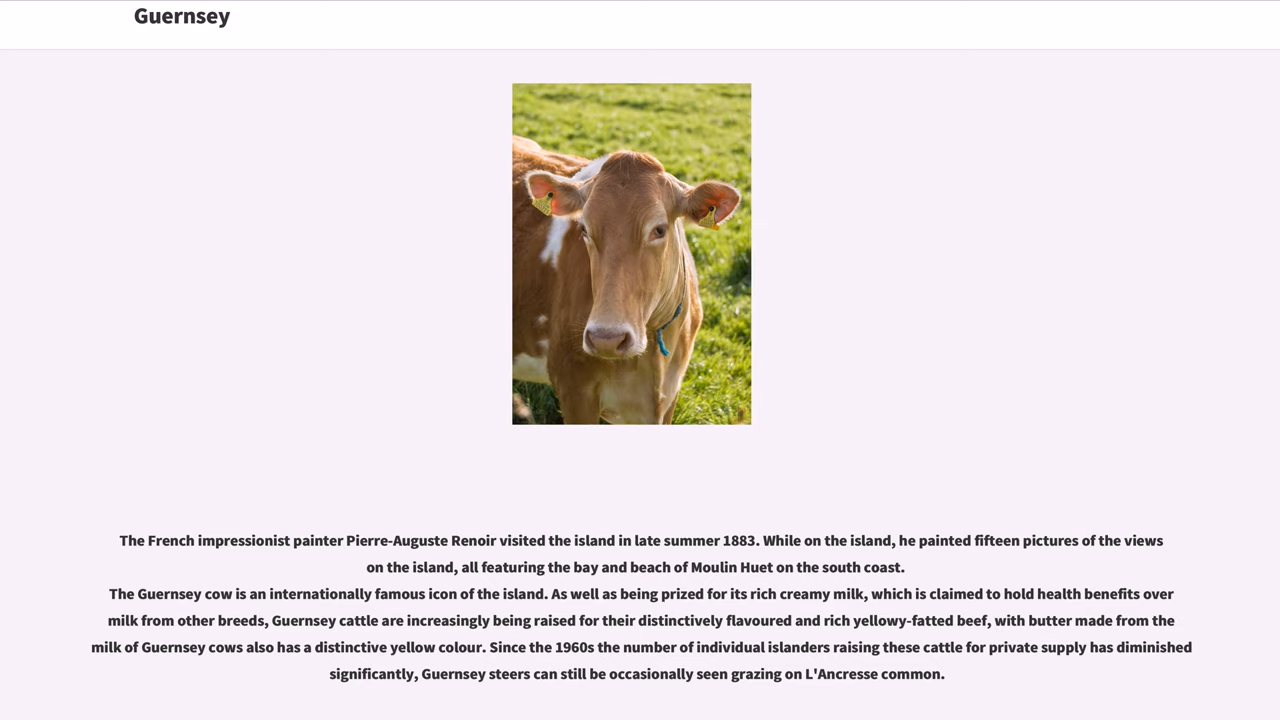 Guernsey
The French impressionist painter Pierre-Auguste Renoir visited the island in late summer 1883. While on the island, he painted fifteen pictures of the views
on the island, all featuring the bay and beach of Moulin Huet on the south coast.
The Guernsey cow is an internationally famous icon of the island. As well as being prized for its rich creamy milk, which is claimed to hold health benefits over
milk from other breeds, Guernsey cattle are increasingly being raised for their distinctively flavoured and rich yellowy-fatted beef, with butter made from the
milk of Guernsey cows also has a distinctive yellow colour. Since the 1960s the number of individual islanders raising these cattle for private supply has diminished
significantly, Guernsey steers can still be occasionally seen grazing on L'Ancresse common.